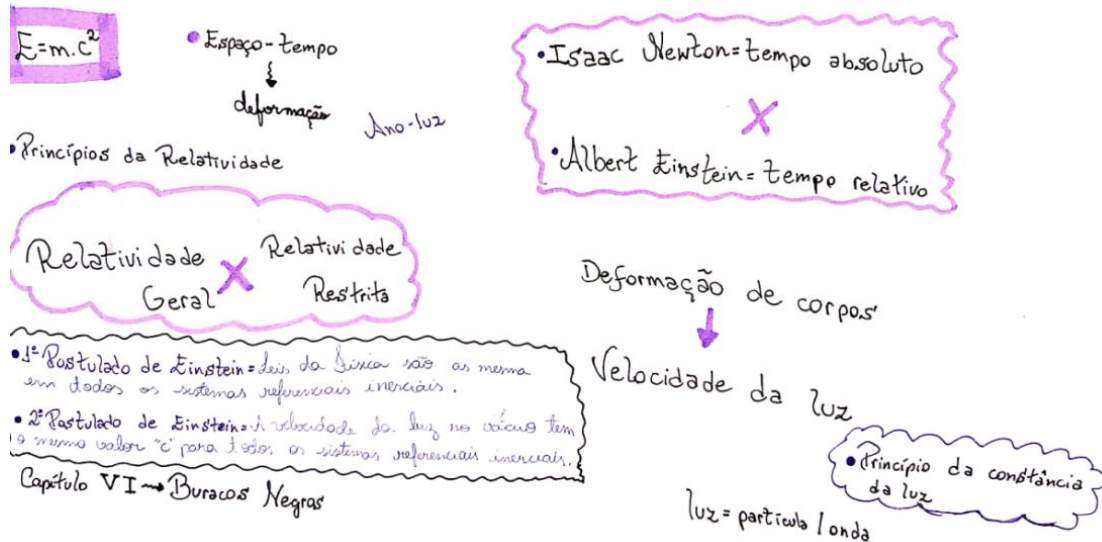 E=m.c²
• Espaço-tempo
deformação
Ano-luz
• Princípios da Relatividade
Relatividade
Geral
X
Relatividade
Restrita
• 1º Postulado de Einstein = Leis da Física são as mesma
em todos os sistemas referenciais inerciais.
• 2º Postulado de Einstein = A velocidade da luz no vácuo tem
o mesmo valor "c" para todos os sistemas referenciais inerciais.
Capítulo VI → Buracos Negros
• Isaac Newton = tempo absoluto
X
• Albert Einstein = tempo relativo
Deformação de corpos
Velocidade da luz
• Princípio da constância
da luz
luz = partícula / onda